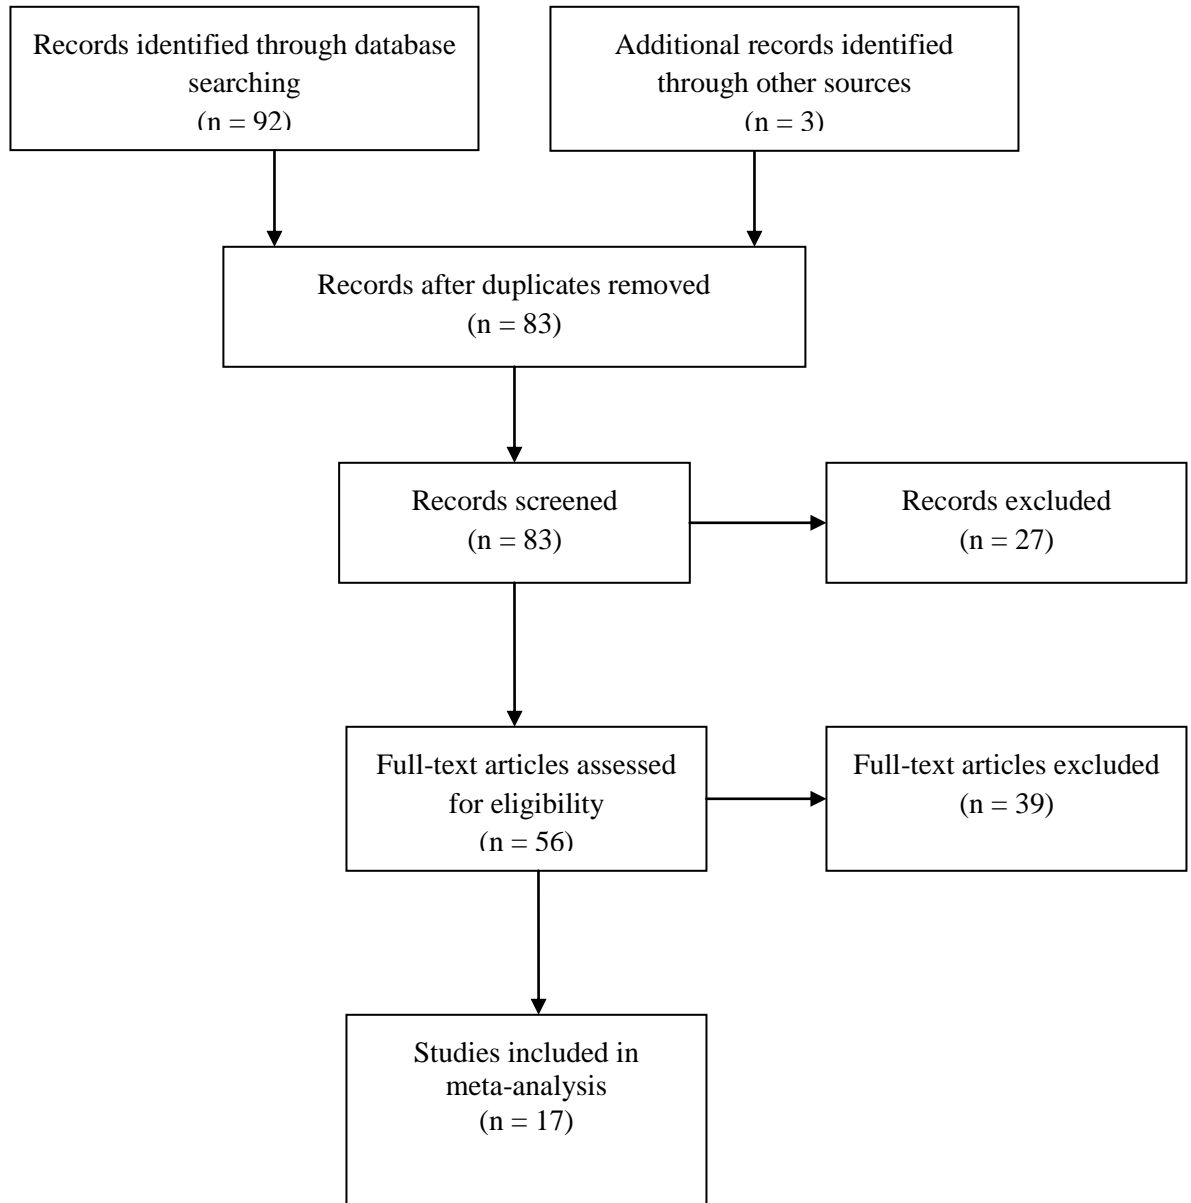 Records identified through database
searching
(n = 92)
Additional records identified
through other sources
(n = 3)
Records after duplicates removed
(n = 83)
Records screened
(n = 83)
Records excluded
(n = 27)
Full-text articles assessed
for eligibility
(n = 56)
Full-text articles excluded
(n = 39)
Studies included in
meta-analysis
(n = 17)